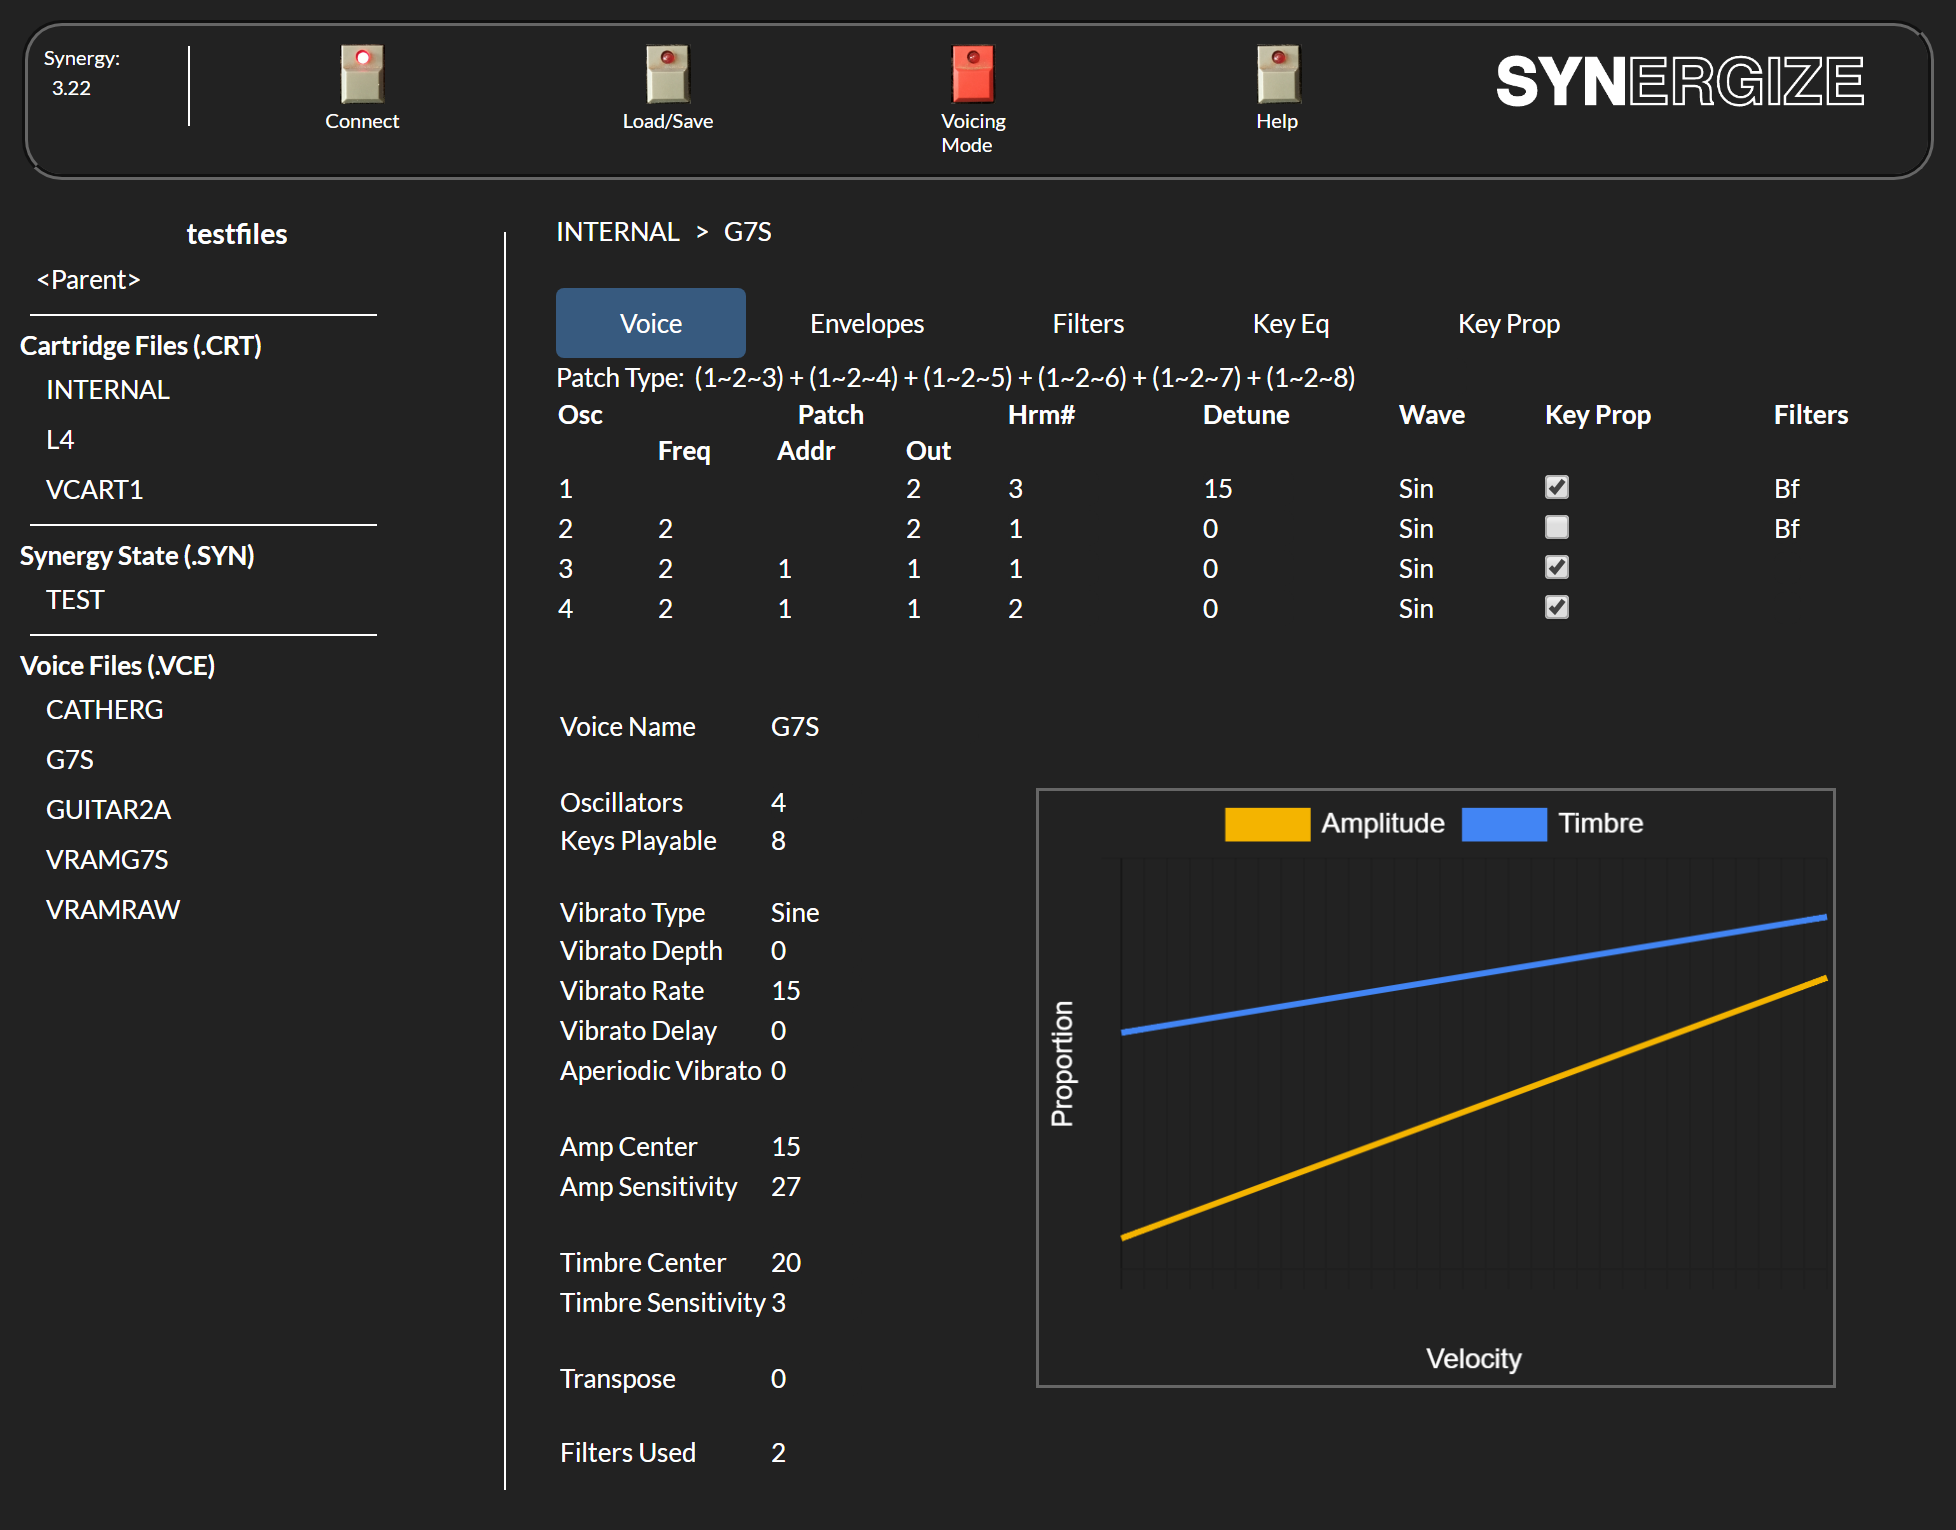 Synergy:
3.22
Connect
Load/Save
Voicing
Mode
Help
SYNERGIZE
testfiles
<Parent>
Cartridge Files (.CRT)
INTERNAL
L4
VCART1
Synergy State (.SYN)
TEST
Voice Files (.VCE)
CATHERG
G7S
GUITAR2A
VRAMG7S
VRAMRAW
INTERNAL > G7S
Voice Envelopes Filters Key Eq Key Prop
Patch Type: (1~2~3) + (1~2~4) + (1~2~5) + (1~2~6) + (1~2~7) + (1~2~8)
Osc Patch Hrm# Detune Wave Key Prop Filters
Freq Addr Out
1 2 3 15 Sin Bf
2 2 2 1 0 Sin Bf
3 2 1 1 1 0 Sin
4 2 1 1 2 0 Sin
Voice Name G7S
Oscillators 4
Keys Playable 8
Vibrato Type Sine
Vibrato Depth 0
Vibrato Rate 15
Vibrato Delay 0
Aperiodic Vibrato 0
Amp Center 15
Amp Sensitivity 27
Timbre Center 20
Timbre Sensitivity 3
Transpose 0
Filters Used 2
Amplitude Timbre
Proportion
Velocity